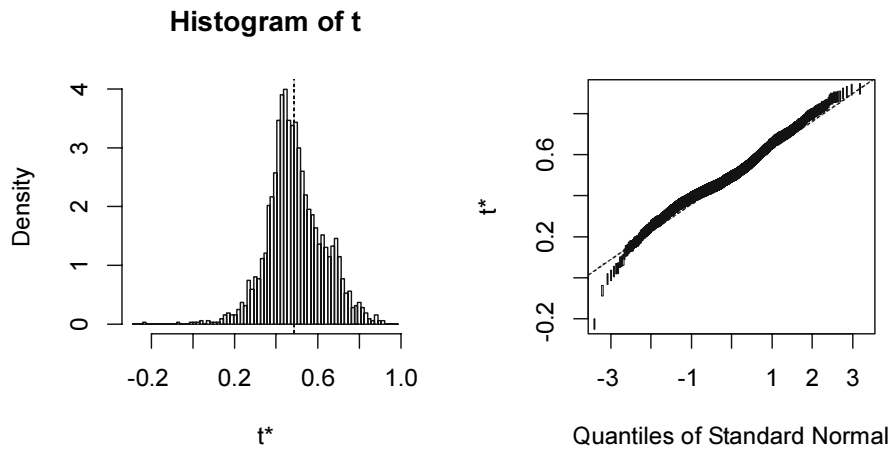 Histogram of t
Density
0 1 2 3 4
-0.2 0.2 0.6 1.0
t*
t*
-0.2 0.2 0.6
-3 -1 1 2 3
Quantiles of Standard Normal